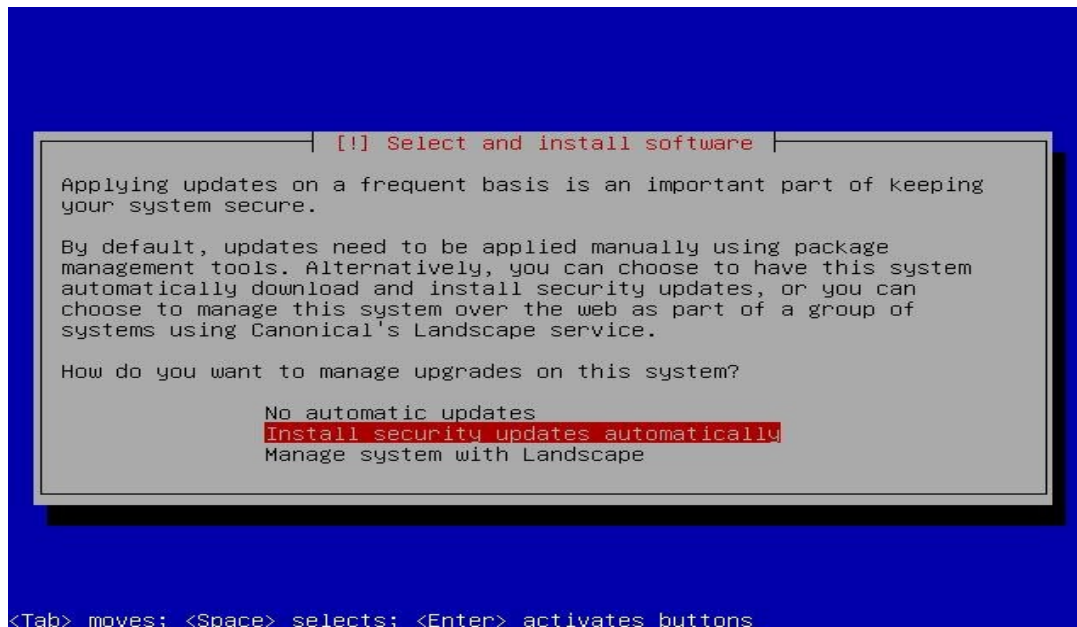 [!] Select and install software
Applying updates on a frequent basis is an important part of keeping
your system secure.
By default, updates need to be applied manually using package
management tools. Alternatively, you can choose to have this system
automatically download and install security updates, or you can
choose to manage this system over the web as part of a group of
systems using Canonical's Landscape service.
How do you want to manage upgrades on this system?
No automatic updates
Install security updates automatically
Manage system with Landscape
<Tab> moves; <Space> selects; <Enter> activates buttons